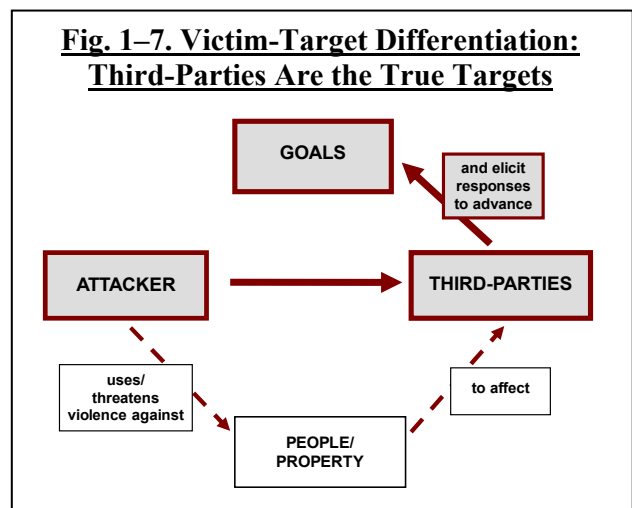 Fig. 1–7. Victim-Target Differentiation:
Third-Parties Are the True Targets
GOALS
and elicit
responses
to advance
ATTACKER
THIRD-PARTIES
uses/
threatens
violence against
to affect
PEOPLE/
PROPERTY